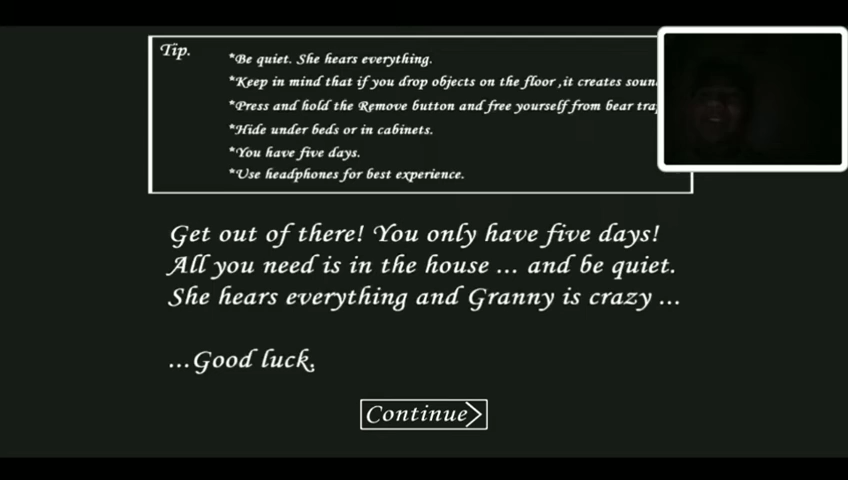 Tip.
*Be quiet. She hears everything.
*Keep in mind that if you drop objects on the floor ,it creates
*Press and hold the Remove button and free yourself from bear
*Hide under beds or in cabinets.
*You have five days.
*Use headphones for best experience.
Get out of there! You only have five days!
All you need is in the house ... and be quiet.
She hears everything and Granny is crazy ...
...Good luck.
Continue>